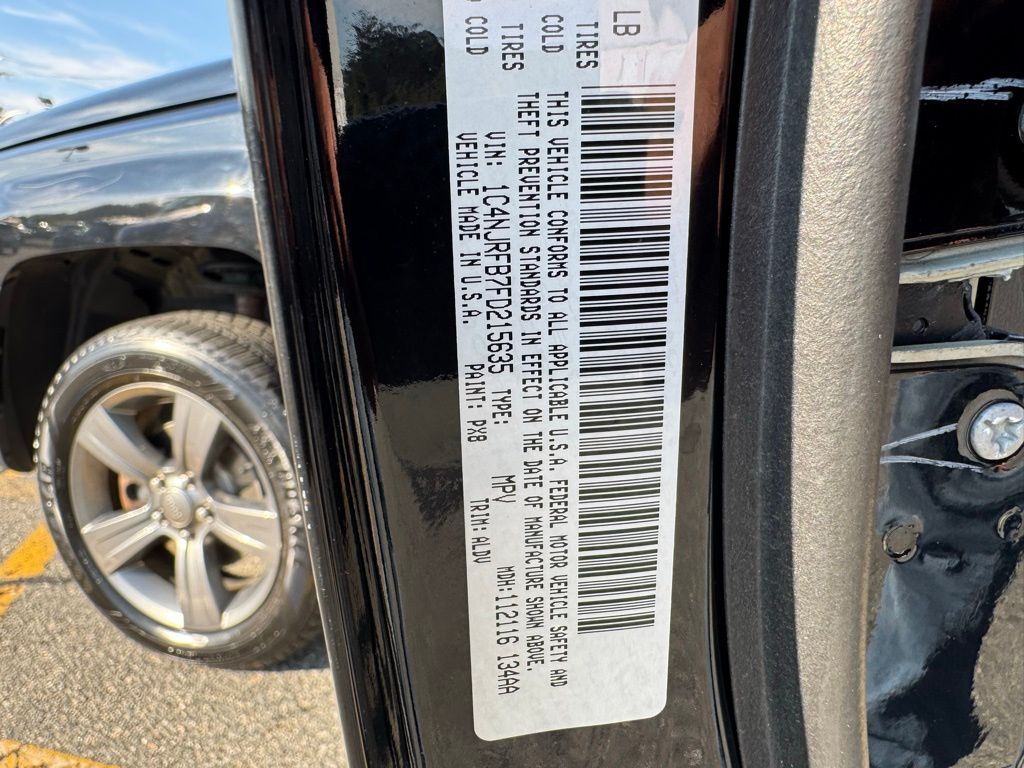 LB
TIRES COLD
TIRES COLD
THIS VEHICLE CONFORMS TO ALL APPLICABLE U.S.A. FEDERAL MOTOR VEHICLE SAFETY AND
THEFT PREVENTION STANDARDS IN EFFECT ON THE DATE OF MANUFACTURE SHOWN ABOVE.
VIN: 1C4NJRFB7FD215635 TYPE: MPV MDH:112116 134AA
VEHICLE MADE IN U.S.A. PAINT: PX8 TRIM:ALDV